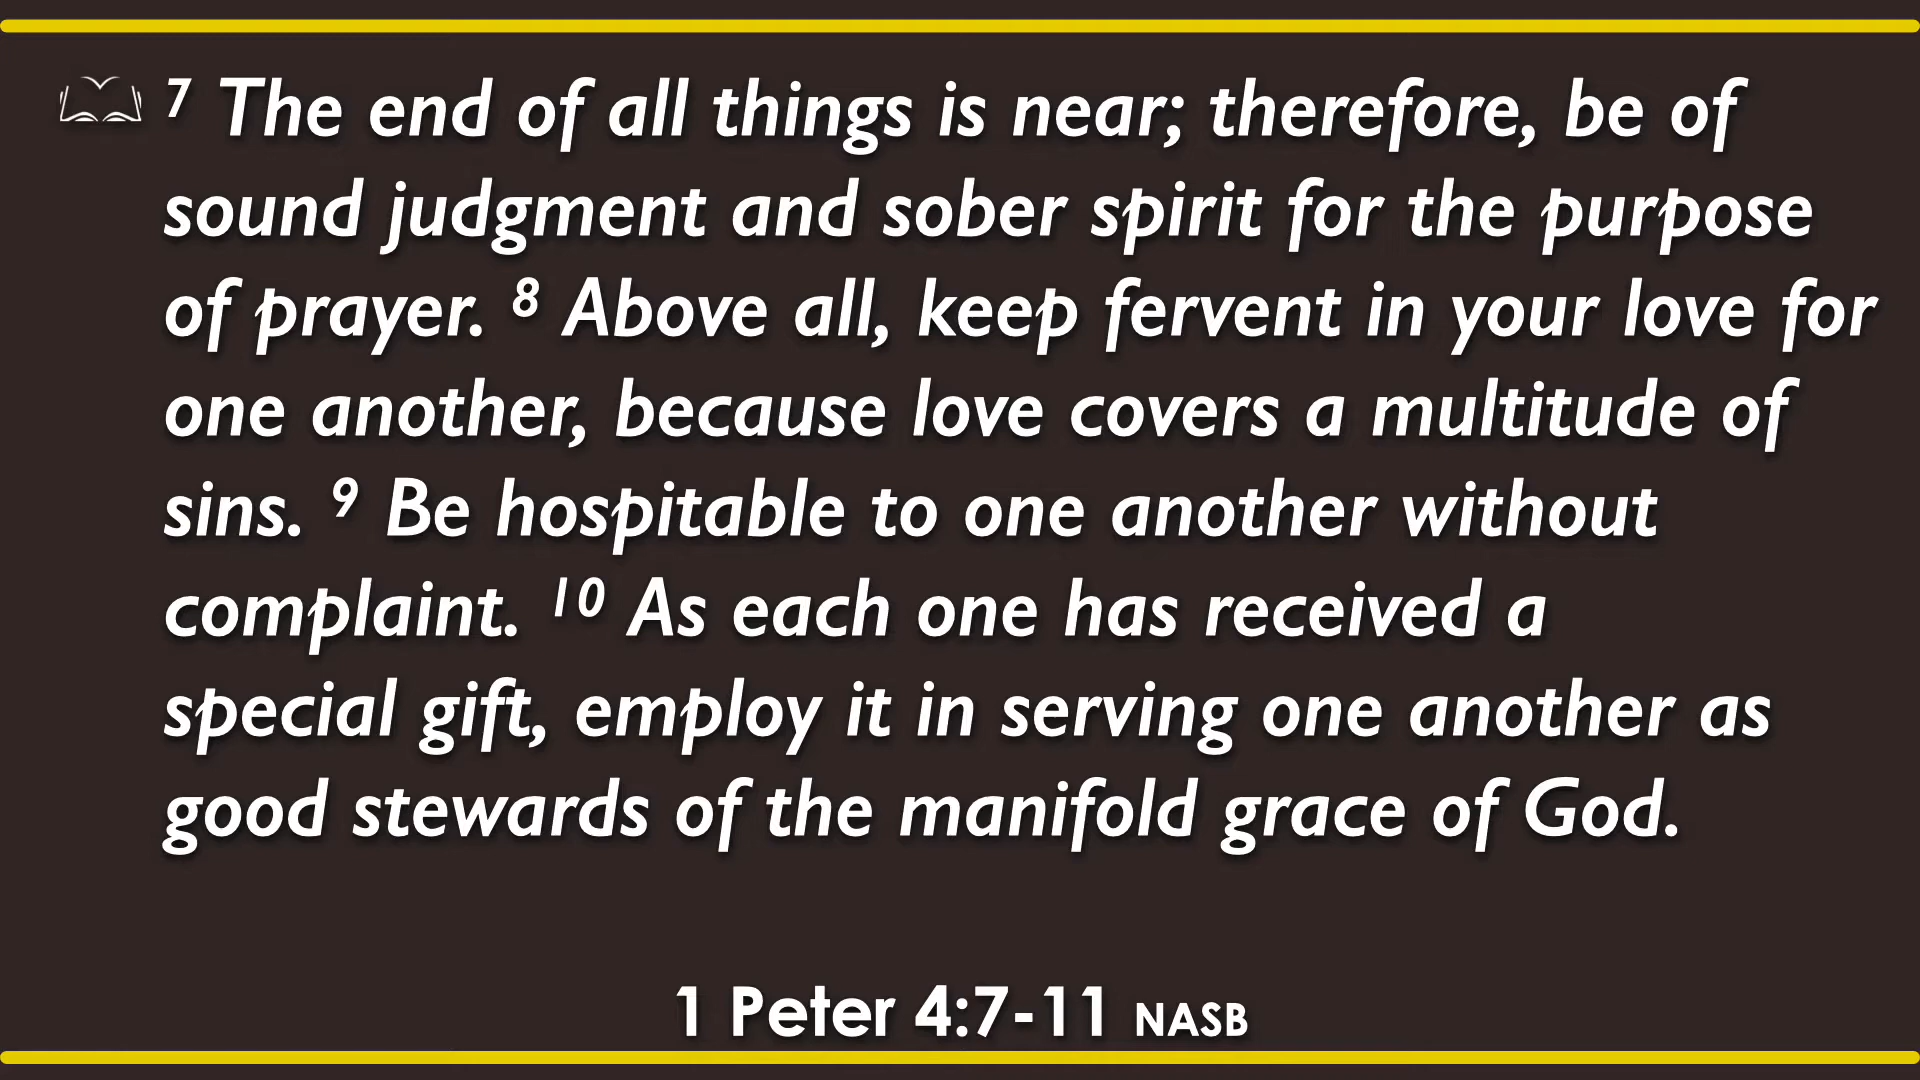 ⁷ The end of all things is near; therefore, be of
sound judgment and sober spirit for the purpose
of prayer. ⁸ Above all, keep fervent in your love for
one another, because love covers a multitude of
sins. ⁹ Be hospitable to one another without
complaint. ¹⁰ As each one has received a
special gift, employ it in serving one another as
good stewards of the manifold grace of God.
1 Peter 4:7-11 NASB